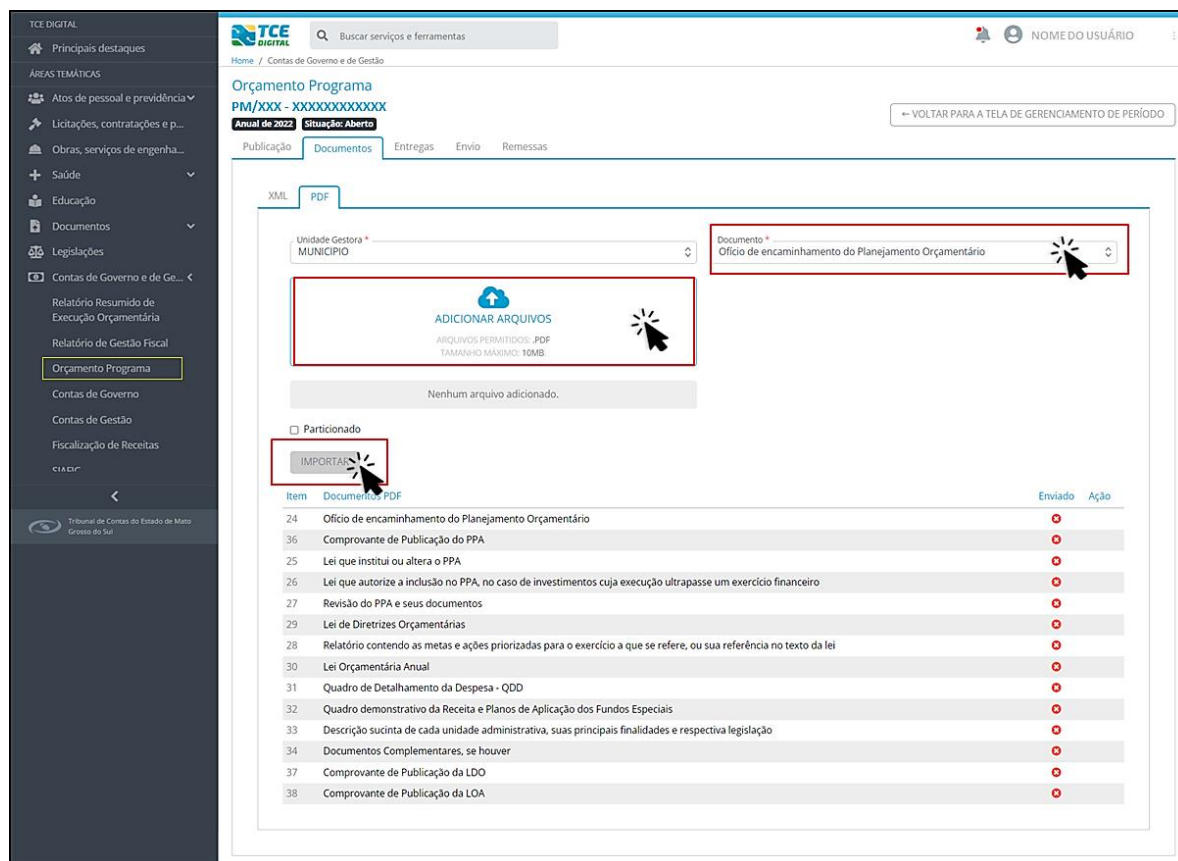 TCE DIGITAL
Principais destaques
ÁREAS TEMÁTICAS
Atos de pessoal e previdência
Licitações, contratações e p...
Obras, serviços de engenha...
Saúde
Educação
Documentos
Legislações
Contas de Governo e de Ge...
Relatório Resumido de
Execução Orçamentária
Relatório de Gestão Fiscal
Orçamento Programa
Contas de Governo
Contas de Gestão
Fiscalização de Receitas
Tribunal de Contas do Estado de Mato
Grosso do Sul
TCE
DIGITAL
Buscar serviços e ferramentas
NOME DO USUÁRIO
Home / Contas de Governo e de Gestão
Orçamento Programa
PM/XXX - XXXXXXXXXXXX
Anual de 2022 Situação: Aberto
← VOLTAR PARA A TELA DE GERENCIAMENTO DE PERÍODO
Publicação Documentos Entregas Envio Remessas
XML PDF
Unidade Gestora *
MUNICIPIO
Documento *
Ofício de encaminhamento do Planejamento Orçamentário
ADICIONAR ARQUIVOS
ARQUIVOS PERMITIDOS: .PDF
TAMANHO MÁXIMO: 10MB
Nenhum arquivo adicionado.
Particionado
IMPORTAR
Item Documentos PDF Enviado Ação
24 Ofício de encaminhamento do Planejamento Orçamentário
36 Comprovante de Publicação do PPA
25 Lei que institui ou altera o PPA
26 Lei que autorize a inclusão no PPA, no caso de investimentos cuja execução ultrapasse um exercício financeiro
27 Revisão do PPA e seus documentos
29 Lei de Diretrizes Orçamentárias
28 Relatório contendo as metas e ações priorizadas para o exercício a que se refere, ou sua referência no texto da lei
30 Lei Orçamentária Anual
31 Quadro de Detalhamento da Despesa - QDD
32 Quadro demonstrativo da Receita e Planos de Aplicação dos Fundos Especiais
33 Descrição sucinta de cada unidade administrativa, suas principais finalidades e respectiva legislação
34 Documentos Complementares, se houver
37 Comprovante de Publicação da LDO
38 Comprovante de Publicação da LOA